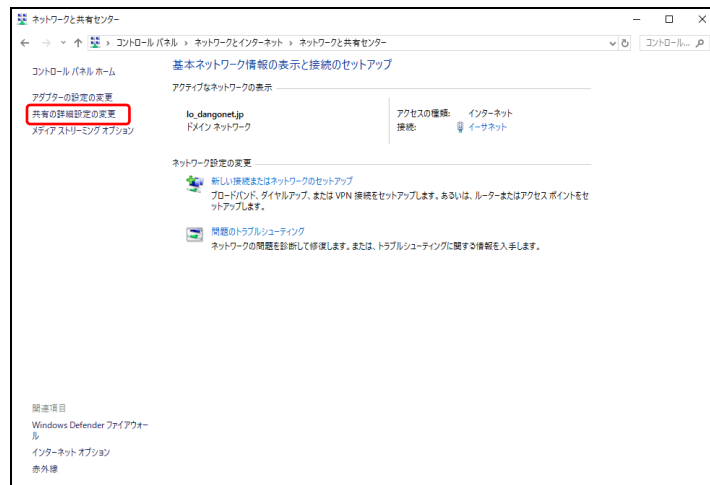 ネットワークと共有センター
コントロール パネル › ネットワークとインターネット › ネットワークと共有センター
コントロール...
コントロール パネル ホーム
アダプターの設定の変更
共有の詳細設定の変更
メディア ストリーミング オプション
基本ネットワーク情報の表示と接続のセットアップ
アクティブなネットワークの表示
lo_dangonet.jp
ドメイン ネットワーク
アクセスの種類: インターネット
接続: イーサネット
ネットワーク設定の変更
新しい接続またはネットワークのセットアップ
ブロードバンド、ダイヤルアップ、または VPN 接続をセットアップします。あるいは、ルーターまたはアクセス ポイントをセ
ットアップします。
問題のトラブルシューティング
ネットワークの問題を診断して修復します。または、トラブルシューティングに関する情報を入手します。
関連項目
Windows Defender ファイアウォー
ル
インターネット オプション
赤外線